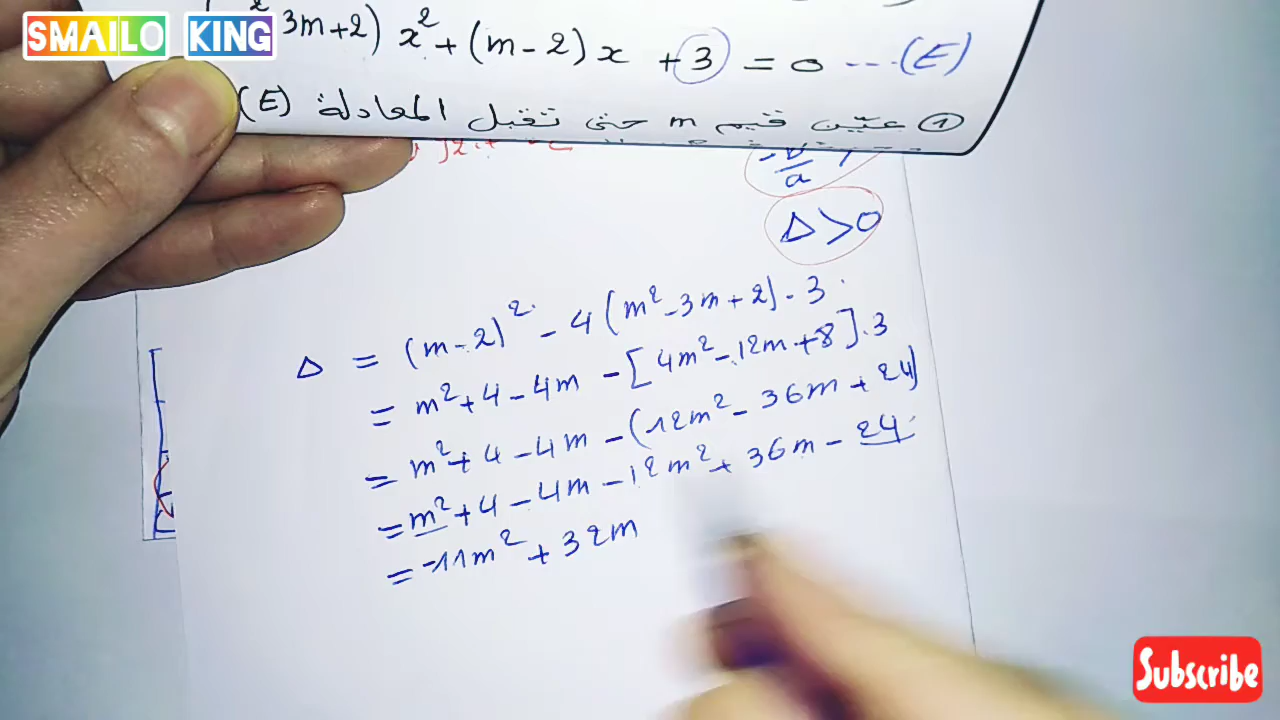 SMAILO KING
3m+2) x² + (m-2) x + 3 = 0 ---(E)
① عيّن قيم m حتى تقبل المعادلة (E)
a
Δ > 0
Δ = (m-2)² - 4(m² - 3m + 2) · 3
= m² + 4 - 4m - [4m² - 12m + 8] · 3
= m² + 4 - 4m - (12m² - 36m + 24)
= m² + 4 - 4m - 12m² + 36m - 24
= -11m² + 32m
Subscribe